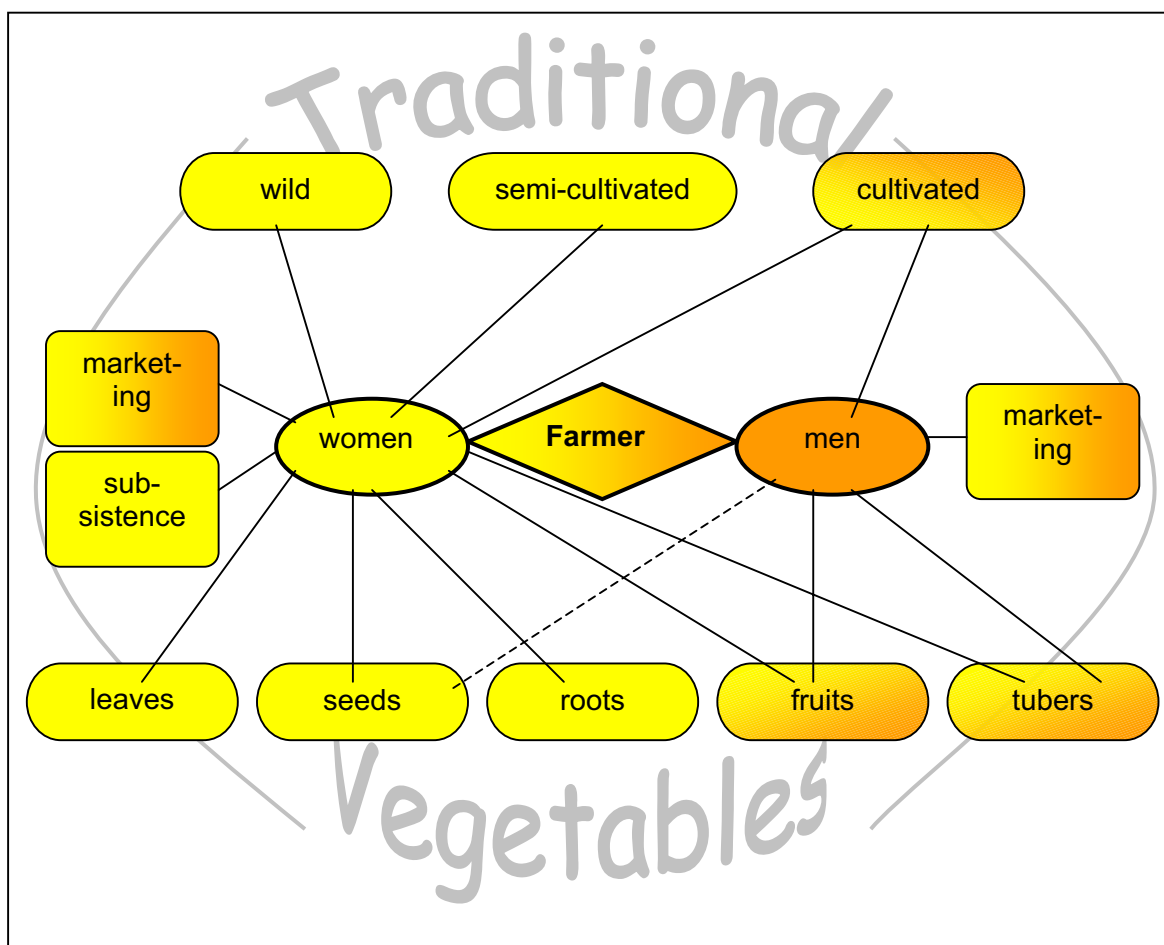 Traditional
wild
semi-cultivated
cultivated
market-
ing
women
Farmer
men
market-
ing
sub-
sistence
leaves
seeds
roots
fruits
tubers
Vegetables